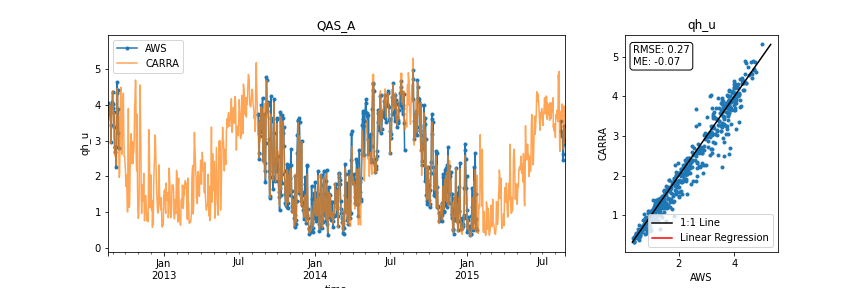 QAS_A
AWS
CARRA
qh_u
5
4
3
2
1
0
Jan
2013
Jul
Jan
2014
Jul
Jan
2015
Jul
time
qh_u
RMSE: 0.27
ME: -0.07
CARRA
5
4
3
2
1
1:1 Line
Linear Regression
2
4
AWS